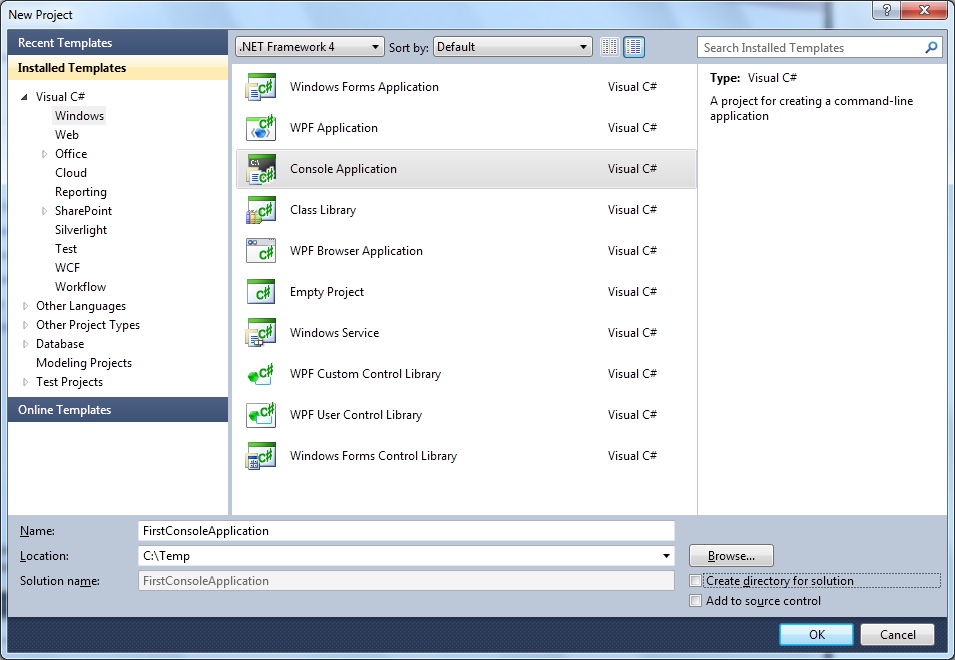 New Project
Recent Templates
Installed Templates
Visual C#
Windows
Web
Office
Cloud
Reporting
SharePoint
Silverlight
Test
WCF
Workflow
Other Languages
Other Project Types
Database
Modeling Projects
Test Projects
Online Templates
.NET Framework 4 Sort by: Default
Windows Forms Application Visual C#
WPF Application Visual C#
Console Application Visual C#
Class Library Visual C#
WPF Browser Application Visual C#
Empty Project Visual C#
Windows Service Visual C#
WPF Custom Control Library Visual C#
WPF User Control Library Visual C#
Windows Forms Control Library Visual C#
Search Installed Templates
Type: Visual C#
A project for creating a command-line
application
Name: FirstConsoleApplication
Location: C:\Temp Browse...
Solution name: FirstConsoleApplication Create directory for solution
Add to source control
OK Cancel